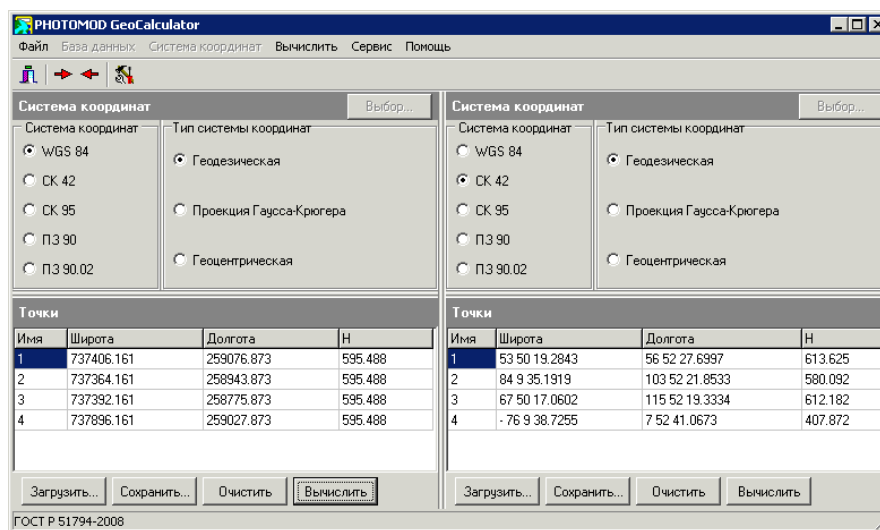 PHOTOMOD GeoCalculator
Файл База данных Система координат Вычислить Сервис Помощь
Система координат Выбор...
Система координат Тип системы координат
WGS 84
СК 42
СК 95
ПЗ 90
ПЗ 90.02
Геодезическая
Проекция Гаусса-Крюгера
Геоцентрическая
Точки
Имя Широта Долгота H
1 737406.161 259076.873 595.488
2 737364.161 258943.873 595.488
3 737392.161 258775.873 595.488
4 737896.161 259027.873 595.488
Загрузить... Сохранить... Очистить Вычислить
Система координат Выбор...
Система координат Тип системы координат
WGS 84
СК 42
СК 95
ПЗ 90
ПЗ 90.02
Геодезическая
Проекция Гаусса-Крюгера
Геоцентрическая
Точки
Имя Широта Долгота H
1 53 50 19.2843 56 52 27.6997 613.625
2 84 9 35.1919 103 52 21.8533 580.092
3 67 50 17.0602 115 52 19.3334 612.182
4 - 76 9 38.7255 7 52 41.0673 407.872
Загрузить... Сохранить... Очистить Вычислить
ГОСТ Р 51794-2008